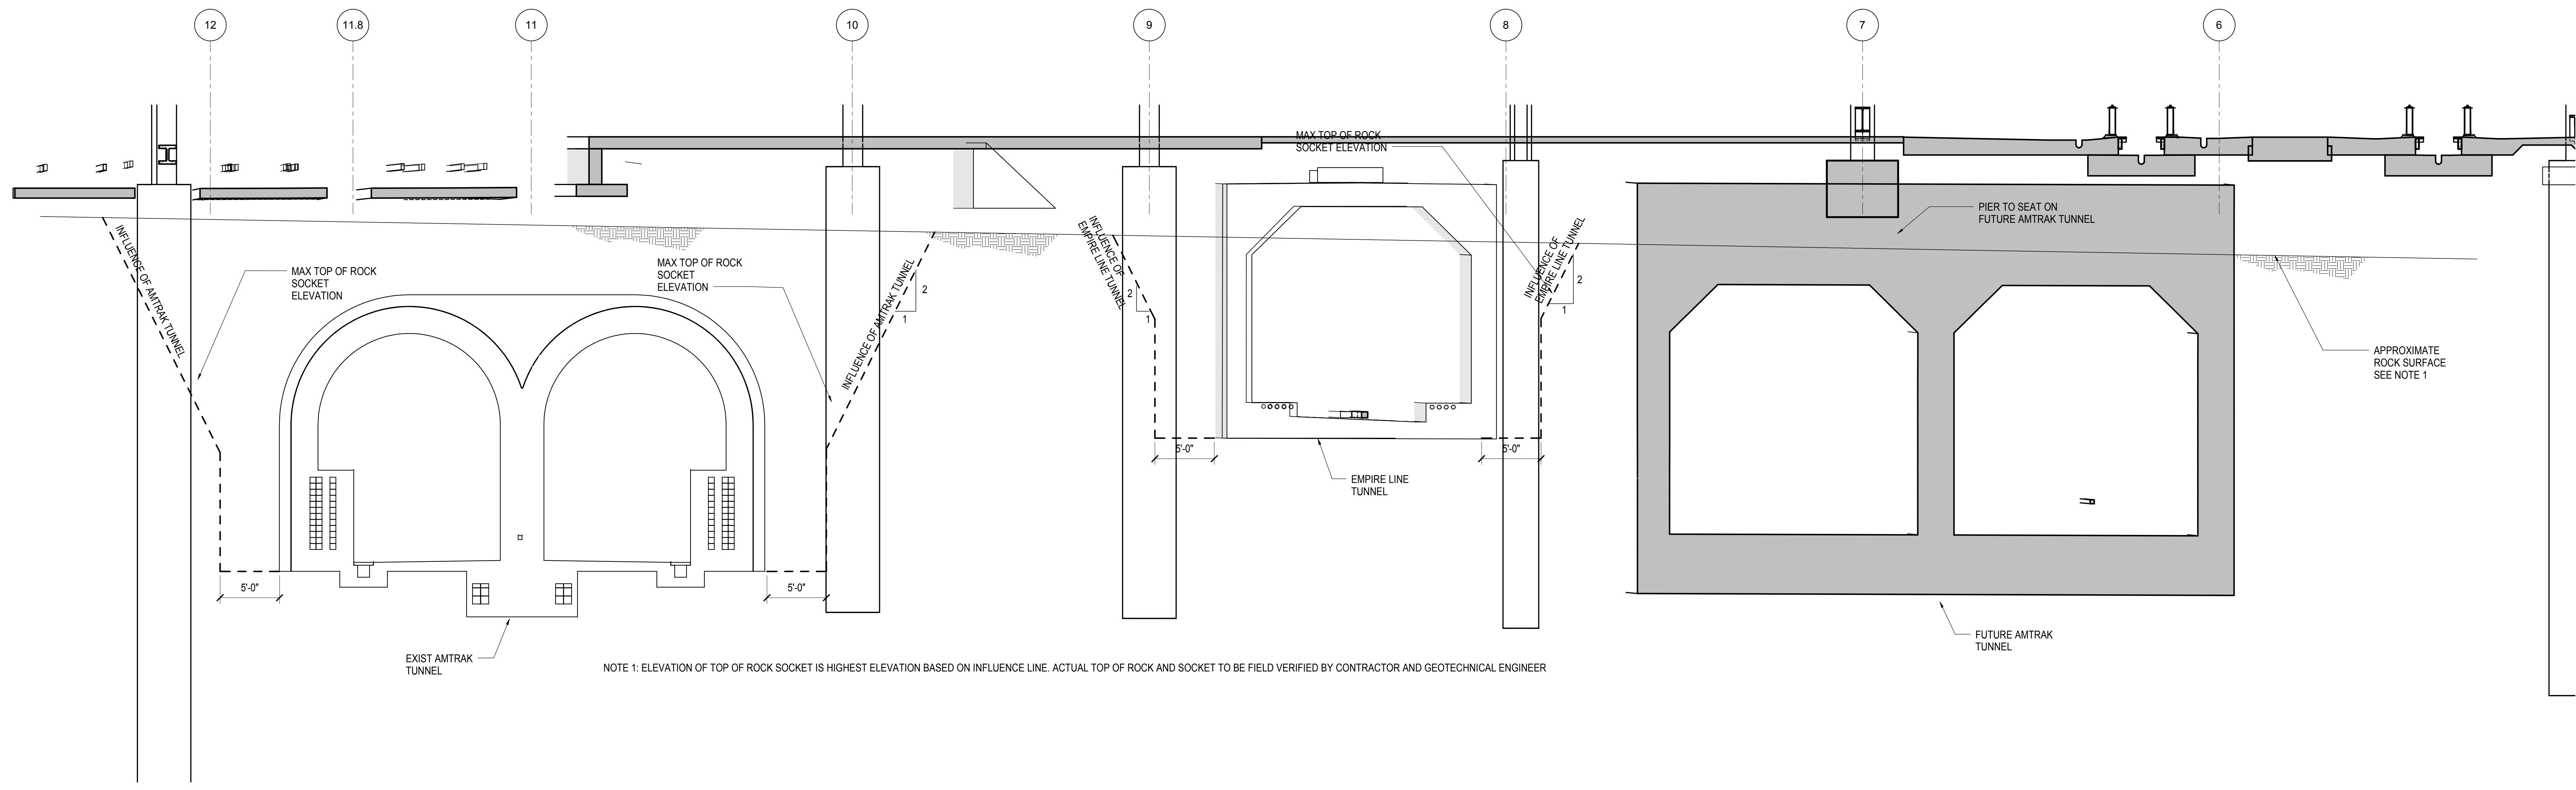 12
11.8
11
10
9
8
7
6
MAX TOP OF ROCK
SOCKET ELEVATION
PIER TO SEAT ON
FUTURE AMTRAK TUNNEL
INFLUENCE OF AMTRAK TUNNEL
MAX TOP OF ROCK
SOCKET
ELEVATION
MAX TOP OF ROCK
SOCKET
ELEVATION
INFLUENCE OF AMTRAK TUNNEL
2
1
INFLUENCE OF
EMPIRE LINE TUNNEL
2
1
INFLUENCE OF
EMPIRE LINE TUNNEL
2
1
APPROXIMATE
ROCK SURFACE
SEE NOTE 1
5'-0"
5'-0"
EMPIRE LINE
TUNNEL
5'-0"
5'-0"
EXIST AMTRAK
TUNNEL
FUTURE AMTRAK
TUNNEL
NOTE 1: ELEVATION OF TOP OF ROCK SOCKET IS HIGHEST ELEVATION BASED ON INFLUENCE LINE. ACTUAL TOP OF ROCK AND SOCKET TO BE FIELD VERIFIED BY CONTRACTOR AND GEOTECHNICAL ENGINEER